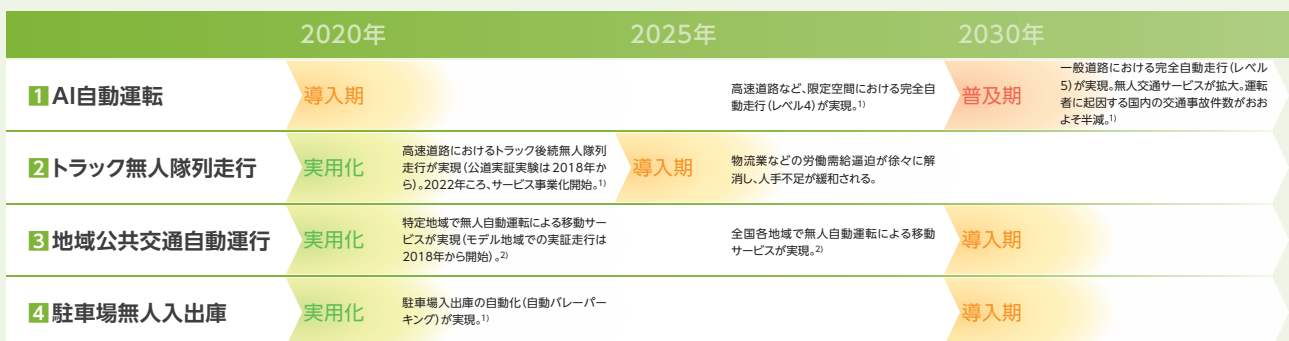 2020年 2025年 2030年
1 AI自動運転
導入期
高速道路など、限定空間における完全自
動走行(レベル4)が実現。1)
普及期
一般道路における完全自動走行(レベル
5)が実現。無人交通サービスが拡大。運転
者に起因する国内の交通事故件数がおお
よそ半減。1)
2 トラック無人隊列走行
実用化
高速道路におけるトラック後続無人隊列
走行が実現(公道実証実験は2018年か
ら)。2022年ころ、サービス事業化開始。1)
導入期
物流業などの労働需給逼迫が徐々に解
消し、人手不足が緩和される。
3 地域公共交通自動運行
実用化
特定地域で無人自動運転による移動サー
ビスが実現(モデル地域での実証走行は
2018年から開始)。2)
全国各地域で無人自動運転による移動
サービスが実現。2)
導入期
4 駐車場無人入出庫
実用化
駐車場入出庫の自動化(自動バレーパー
キング)が実現。1)
導入期